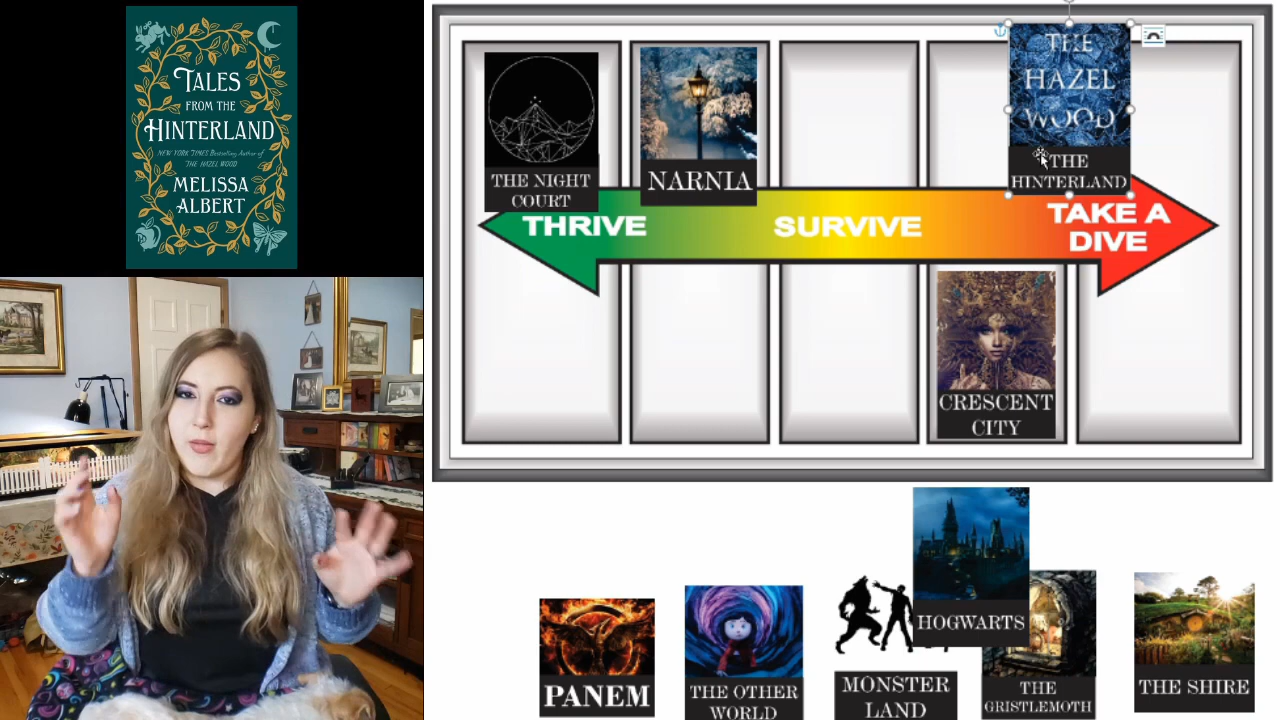 TALES
FROM THE
HINTERLAND
NEW YORK TIMES Bestselling Author of
THE HAZEL WOOD
MELISSA
ALBERT
THE NIGHT
COURT
NARNIA
THE
HAZEL
WOOD
THE
HINTERLAND
THRIVE
SURVIVE
TAKE A
DIVE
CRESCENT
CITY
HOGWARTS
PANEM
THE OTHER
WORLD
MONSTER
LAND
THE
GRISTLEMOTH
THE SHIRE